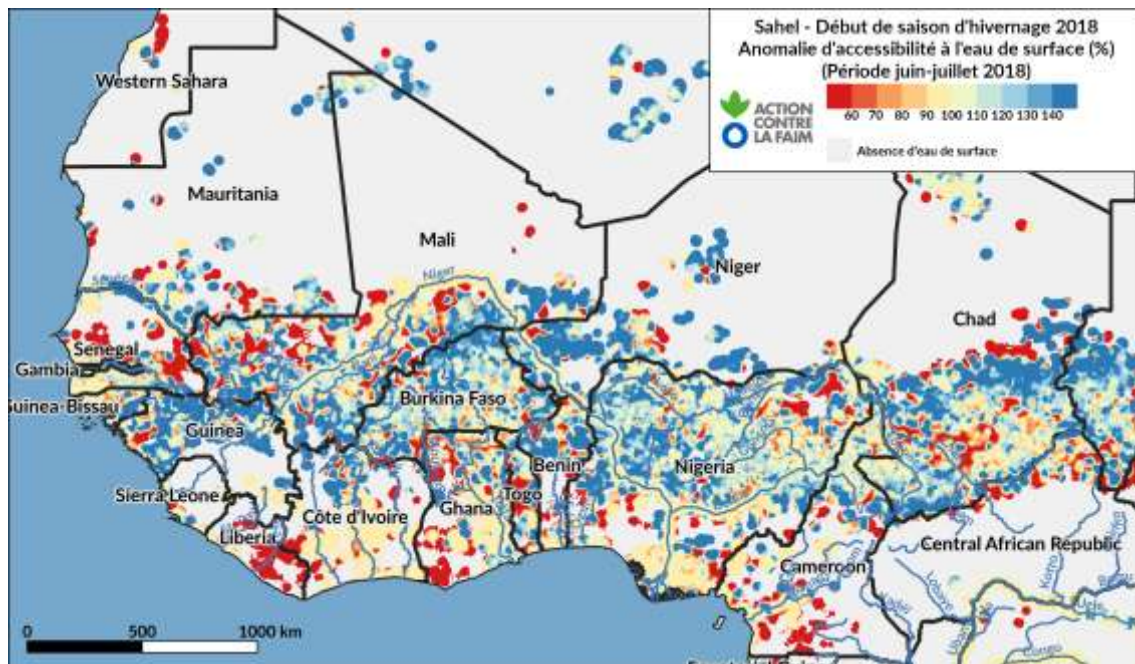 Sahel - Début de saison d'hivernage 2018
Anomalie d'accessibilité à l'eau de surface (%)
(Période juin-juillet 2018)
ACTION
CONTRE
LA FAIM
60 70 80 90 100 110 120 130 140
Absence d'eau de surface
Western Sahara
Mauritania
Mali
Niger
Niger
Chad
Senegal
Gambia
Guinea-Bissau
Burkina Faso
Guinea
Benin
Nigeria
Sierra Leone
Togo
Ghana
Côte d'Ivoire
Liberia
Central African Republic
Cameroon
Kotto
Lobaye
Kadéï
0 500 1000 km